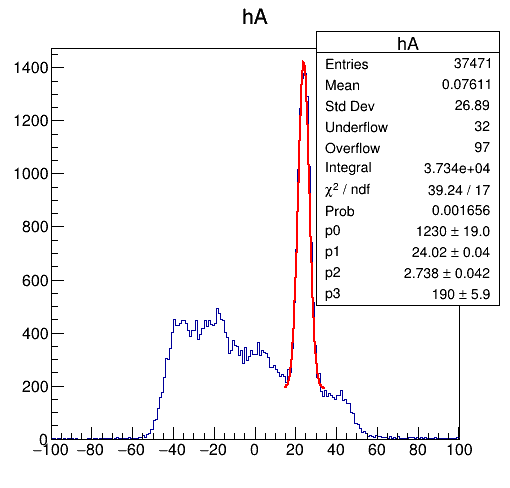 hA
hA
Entries 37471
Mean 0.07611
Std Dev 26.89
Underflow 32
Overflow 97
Integral 3.734e+04
χ² / ndf 39.24 / 17
Prob 0.001656
p0 1230 ± 19.0
p1 24.02 ± 0.04
p2 2.738 ± 0.042
p3 190 ± 5.9
1400
1200
1000
800
600
400
200
0
−100 −80 −60 −40 −20 0 20 40 60 80 100